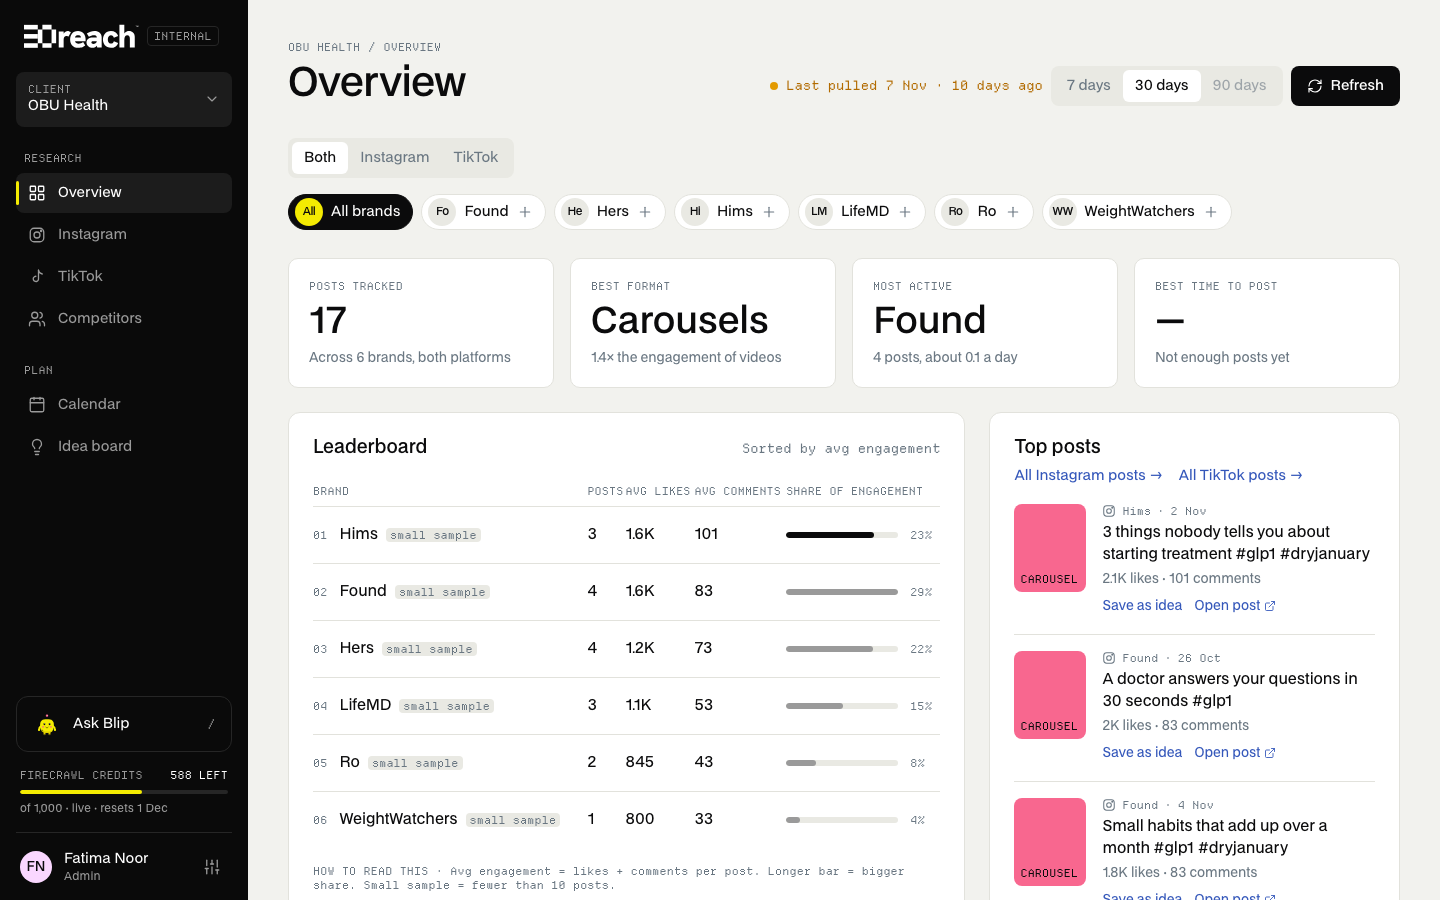 reach
INTERNAL
CLIENT
OBU Health
RESEARCH
Overview
Instagram
TikTok
Competitors
PLAN
Calendar
Idea board
Ask Blip
/
FIRECRAWL CREDITS
588 LEFT
of 1,000 · live · resets 1 Dec
FN
Fatima Noor
Admin
OBU HEALTH / OVERVIEW
Overview
Last pulled 7 Nov · 10 days ago
7 days
30 days
90 days
Refresh
Both
Instagram
TikTok
All All brands
Fo Found +
He Hers +
Hi Hims +
LM LifeMD +
Ro Ro +
WW WeightWatchers +
POSTS TRACKED
17
Across 6 brands, both platforms
BEST FORMAT
Carousels
1.4× the engagement of videos
MOST ACTIVE
Found
4 posts, about 0.1 a day
BEST TIME TO POST
—
Not enough posts yet
Leaderboard
Sorted by avg engagement
BRAND POSTS AVG LIKES AVG COMMENTS SHARE OF ENGAGEMENT
01 Hims small sample 3 1.6K 101 23%
02 Found small sample 4 1.6K 83 29%
03 Hers small sample 4 1.2K 73 22%
04 LifeMD small sample 3 1.1K 53 15%
05 Ro small sample 2 845 43 8%
06 WeightWatchers small sample 1 800 33 4%
HOW TO READ THIS · Avg engagement = likes + comments per post. Longer bar = bigger
share. Small sample = fewer than 10 posts.
Top posts
All Instagram posts → All TikTok posts →
CAROUSEL
Hims · 2 Nov
3 things nobody tells you about
starting treatment #glp1 #dryjanuary
2.1K likes · 101 comments
Save as idea Open post
CAROUSEL
Found · 26 Oct
A doctor answers your questions in
30 seconds #glp1
2K likes · 83 comments
Save as idea Open post
CAROUSEL
Found · 4 Nov
Small habits that add up over a
month #glp1 #dryjanuary
1.8K likes · 83 comments
Save as idea Open post